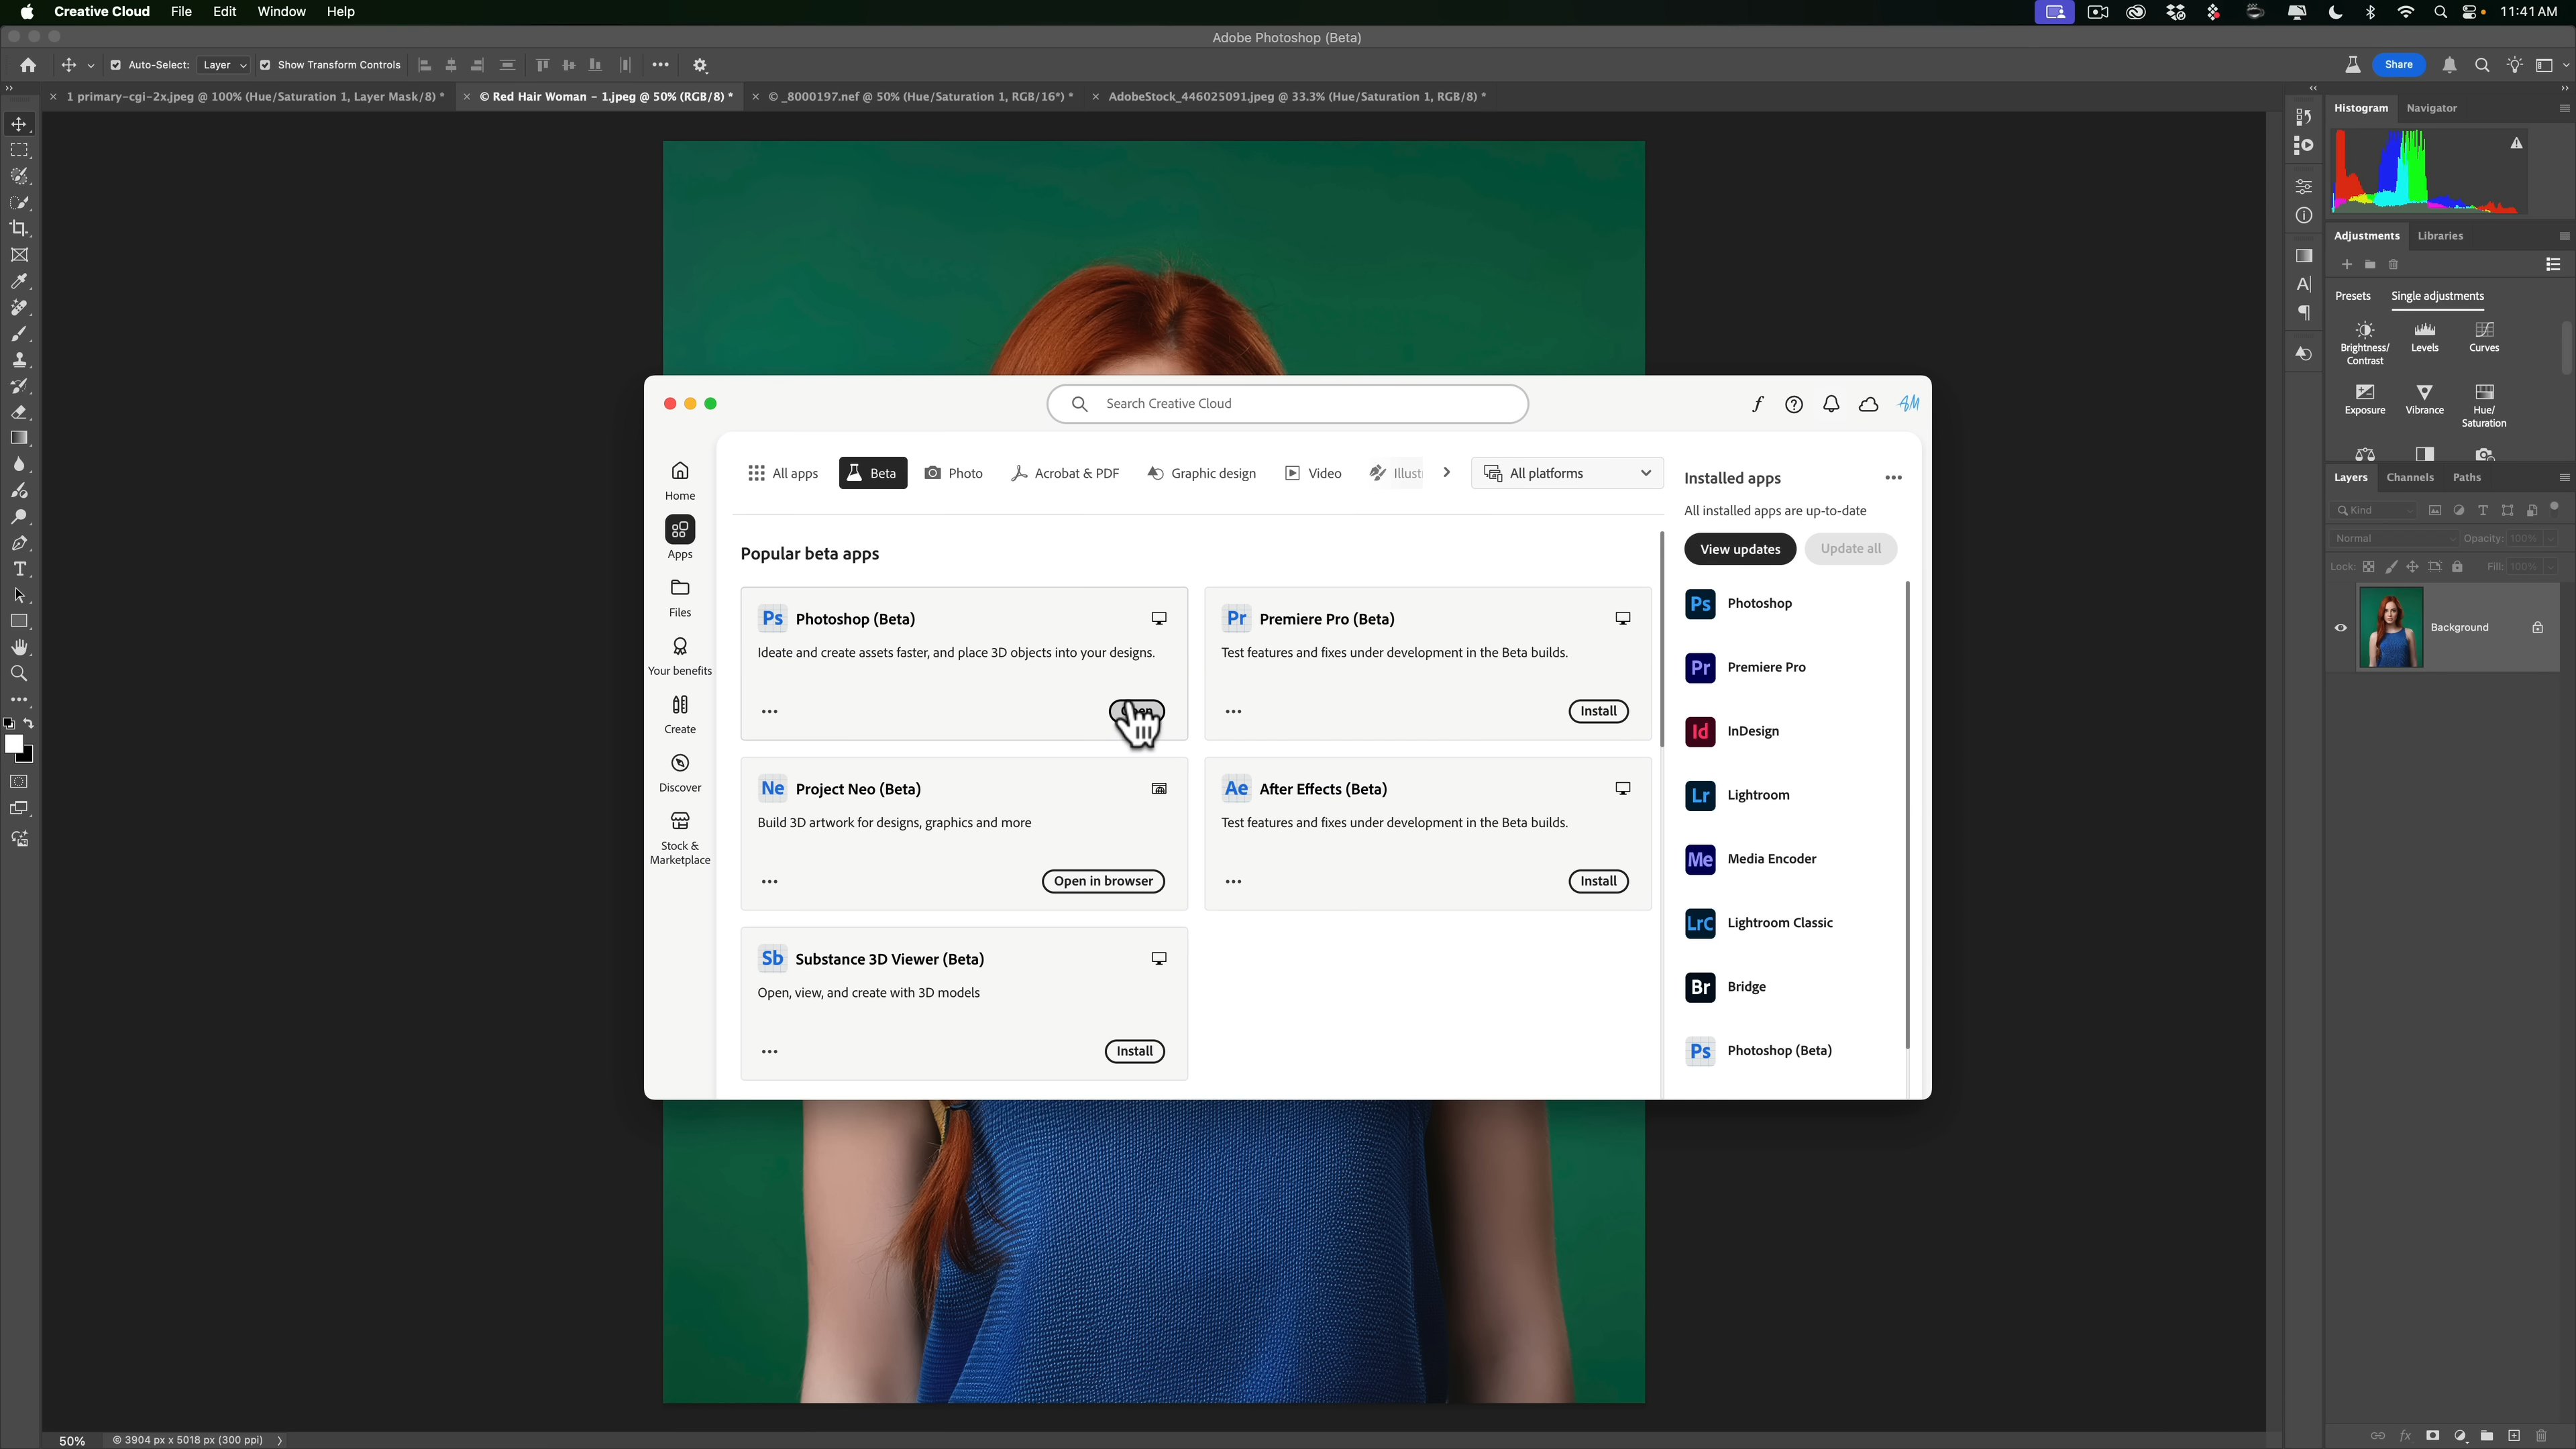 Creative Cloud File Edit Window Help 11:41 AM
Adobe Photoshop (Beta)
Auto-Select: Layer Show Transform Controls Share
1 primary-cgi-2x.jpeg @ 100% (Hue/Saturation 1, Layer Mask/8) * © Red Hair Woman – 1.jpeg @ 50% (RGB/8) * © _8000197.nef @ 50% (Hue/Saturation 1, RGB/16*) * AdobeStock_446025091.jpeg @ 33.3% (Hue/Saturation 1, RGB/8) *
Histogram Navigator
Adjustments Libraries
Presets Single adjustments
Brightness/
Contrast
Levels
Curves
Exposure
Vibrance
Hue/
Saturation
Layers Channels Paths
Kind
Normal Opacity: 100%
Lock: Fill: 100%
Background
Search Creative Cloud
Home
Apps
Files
Your benefits
Create
Discover
Stock &
Marketplace
All apps Beta Photo Acrobat & PDF Graphic design Video Illust All platforms
Popular beta apps
Ps Photoshop (Beta)
Ideate and create assets faster, and place 3D objects into your designs.
Pr Premiere Pro (Beta)
Test features and fixes under development in the Beta builds.
Install
Ne Project Neo (Beta)
Build 3D artwork for designs, graphics and more
Open in browser
Ae After Effects (Beta)
Test features and fixes under development in the Beta builds.
Install
Sb Substance 3D Viewer (Beta)
Open, view, and create with 3D models
Install
Installed apps
All installed apps are up-to-date
View updates Update all
Ps Photoshop
Pr Premiere Pro
Id InDesign
Lr Lightroom
Me Media Encoder
LrC Lightroom Classic
Br Bridge
Ps Photoshop (Beta)
50% © 3904 px x 5018 px (300 ppi)